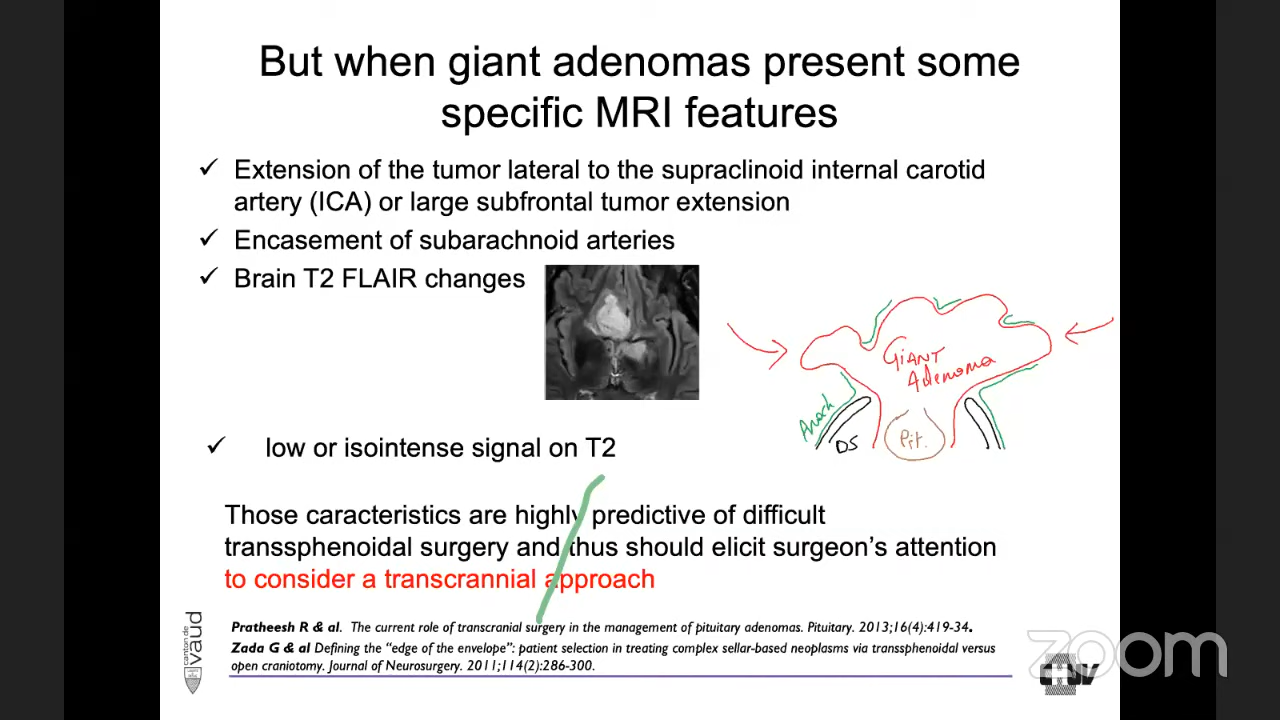 But when giant adenomas present some
specific MRI features
✓ Extension of the tumor lateral to the supraclinoid internal carotid
artery (ICA) or large subfrontal tumor extension
✓ Encasement of subarachnoid arteries
✓ Brain T2 FLAIR changes
GIANT
Adenoma
Arach
DS
Pit.
✓ low or isointense signal on T2
Those caracteristics are highly predictive of difficult
transsphenoidal surgery and thus should elicit surgeon's attention
to consider a transcrannial approach
Pratheesh R & al. The current role of transcranial surgery in the management of pituitary adenomas. Pituitary. 2013;16(4):419-34.
Zada G & al Defining the “edge of the envelope”: patient selection in treating complex sellar-based neoplasms via transsphenoidal versus
open craniotomy. Journal of Neurosurgery. 2011;114(2):286-300.
canton de
vaud
zoom